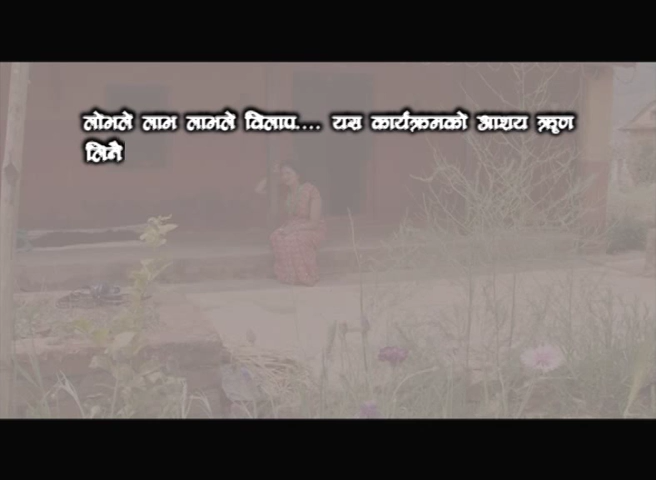 लोभले लाभ लाभले विलाप.... यस कार्यक्रमको आशय ऋण
लिने